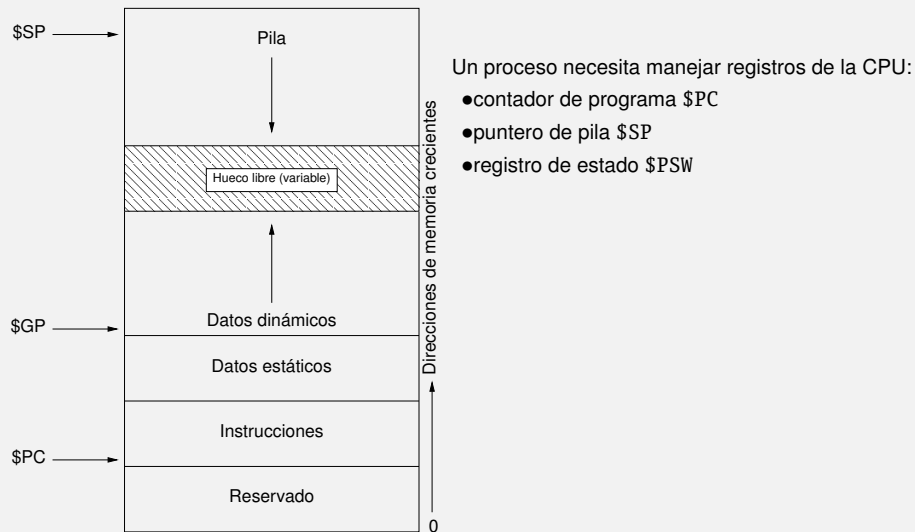 $SP
Pila
Un proceso necesita manejar registros de la CPU:
●contador de programa $PC
●puntero de pila $SP
●registro de estado $PSW
Hueco libre (variable)
Direcciones de memoria crecientes
$GP
Datos dinámicos
Datos estáticos
Instrucciones
$PC
Reservado
0